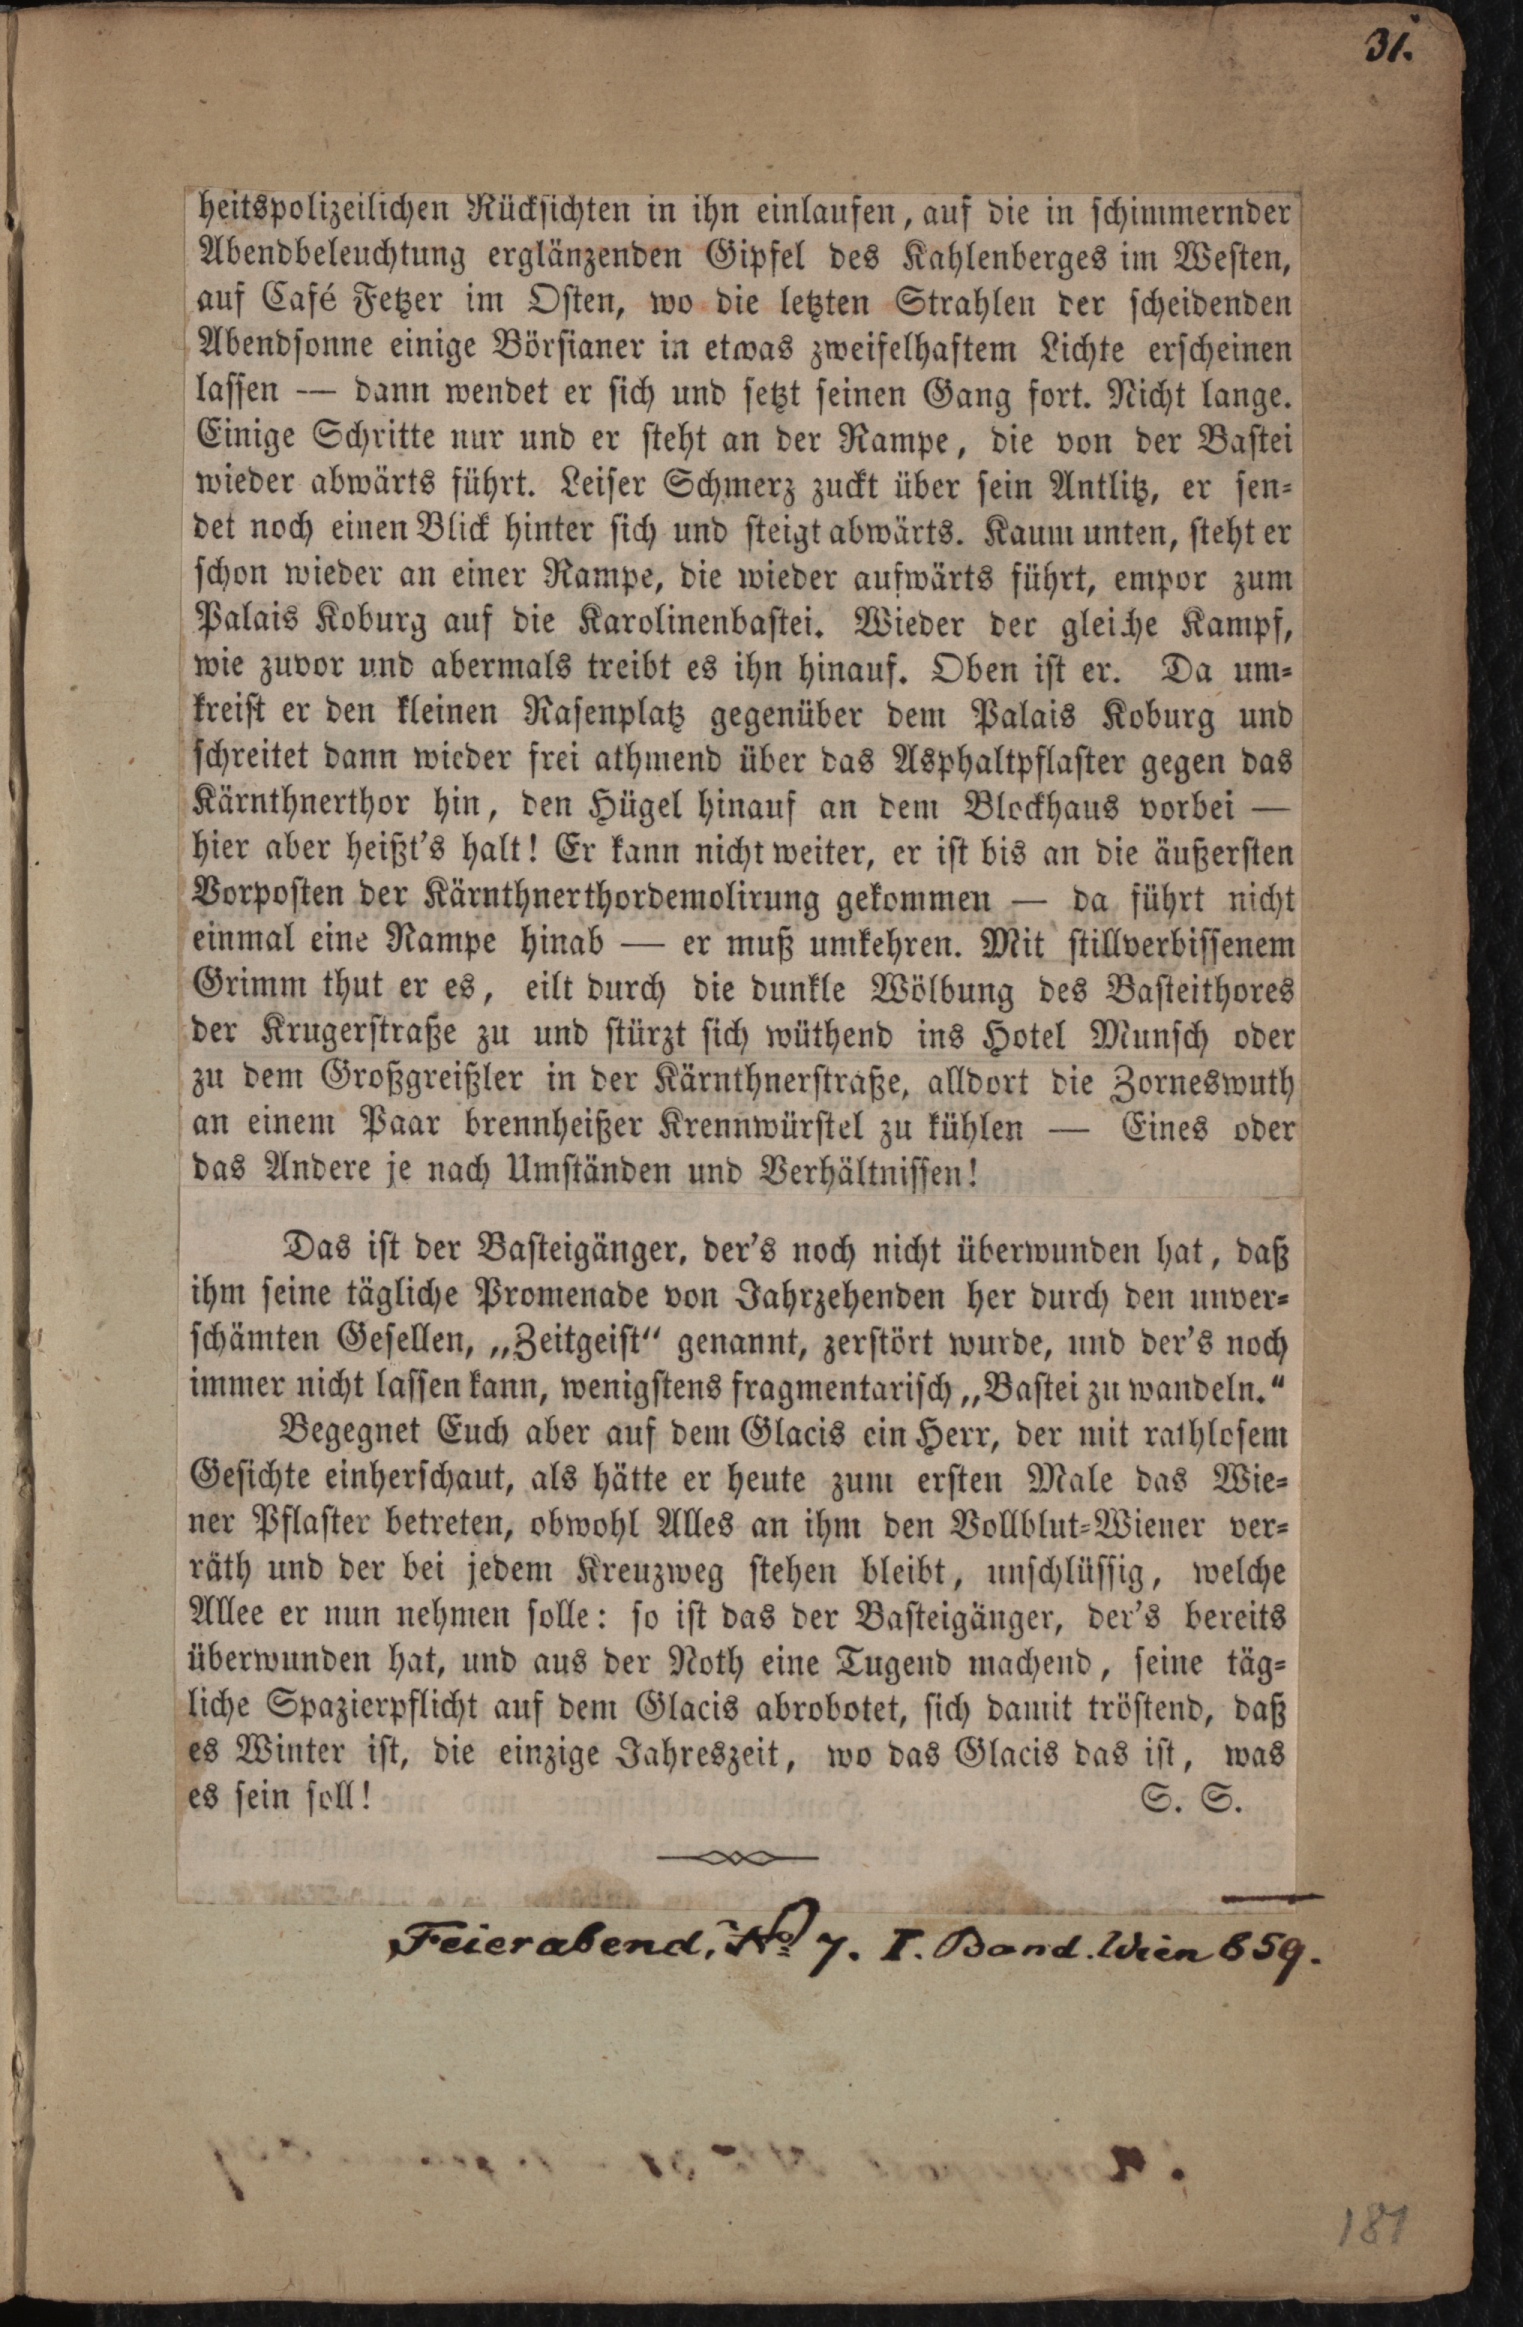 31.
heitspolizeilichen Rücksichten in ihn einlaufen, auf die in schimmernder
Abendbeleuchtung erglänzenden Gipfel des Kahlenberges im Westen,
auf Café Fetzer im Osten, wo die letzten Strahlen der scheidenden
Abendsonne einige Börsianer in etwas zweifelhaftem Lichte erscheinen
lassen — dann wendet er sich und setzt seinen Gang fort. Nicht lange.
Einige Schritte nur und er steht an der Rampe, die von der Bastei
wieder abwärts führt. Leiser Schmerz zuckt über sein Antlitz, er sen-
det noch einen Blick hinter sich und steigt abwärts. Kaum unten, steht er
schon wieder an einer Rampe, die wieder aufwärts führt, empor zum
Palais Koburg auf die Karolinenbastei. Wieder der gleiche Kampf,
wie zuvor und abermals treibt es ihn hinauf. Oben ist er. Da um-
kreist er den kleinen Rasenplatz gegenüber dem Palais Koburg und
schreitet dann wieder frei athmend über das Asphaltpflaster gegen das
Kärnthnerthor hin, den Hügel hinauf an dem Blockhaus vorbei —
hier aber heißt's halt! Er kann nicht weiter, er ist bis an die äußersten
Vorposten der Kärnthnerthordemolirung gekommen — da führt nicht
einmal eine Rampe hinab — er muß umkehren. Mit stillverbissenem
Grimm thut er es, eilt durch die dunkle Wölbung des Basteithores
der Krugerstraße zu und stürzt sich wüthend ins Hotel Munsch oder
zu dem Großgreißler in der Kärnthnerstraße, alldort die Zorneswuth
an einem Paar brennheißer Krennwürstel zu kühlen — Eines oder
das Andere je nach Umständen und Verhältnissen!
Das ist der Basteigänger, der's noch nicht überwunden hat, daß
ihm seine tägliche Promenade von Jahrzehenden her durch den unver-
schämten Gesellen, „Zeitgeist“ genannt, zerstört wurde, und der's noch
immer nicht lassen kann, wenigstens fragmentarisch „Bastei zu wandeln.“
Begegnet Euch aber auf dem Glacis ein Herr, der mit rathlosem
Gesichte einherschaut, als hätte er heute zum ersten Male das Wie-
ner Pflaster betreten, obwohl Alles an ihm den Vollblut-Wiener ver-
räth und der bei jedem Kreuzweg stehen bleibt, unschlüssig, welche
Allee er nun nehmen solle: so ist das der Basteigänger, der's bereits
überwunden hat, und aus der Noth eine Tugend machend, seine täg-
liche Spazierpflicht auf dem Glacis abrobotet, sich damit tröstend, daß
es Winter ist, die einzige Jahreszeit, wo das Glacis das ist, was
es sein soll! S. S.
Feierabend, No 7. I. Band. Wien 859.
181